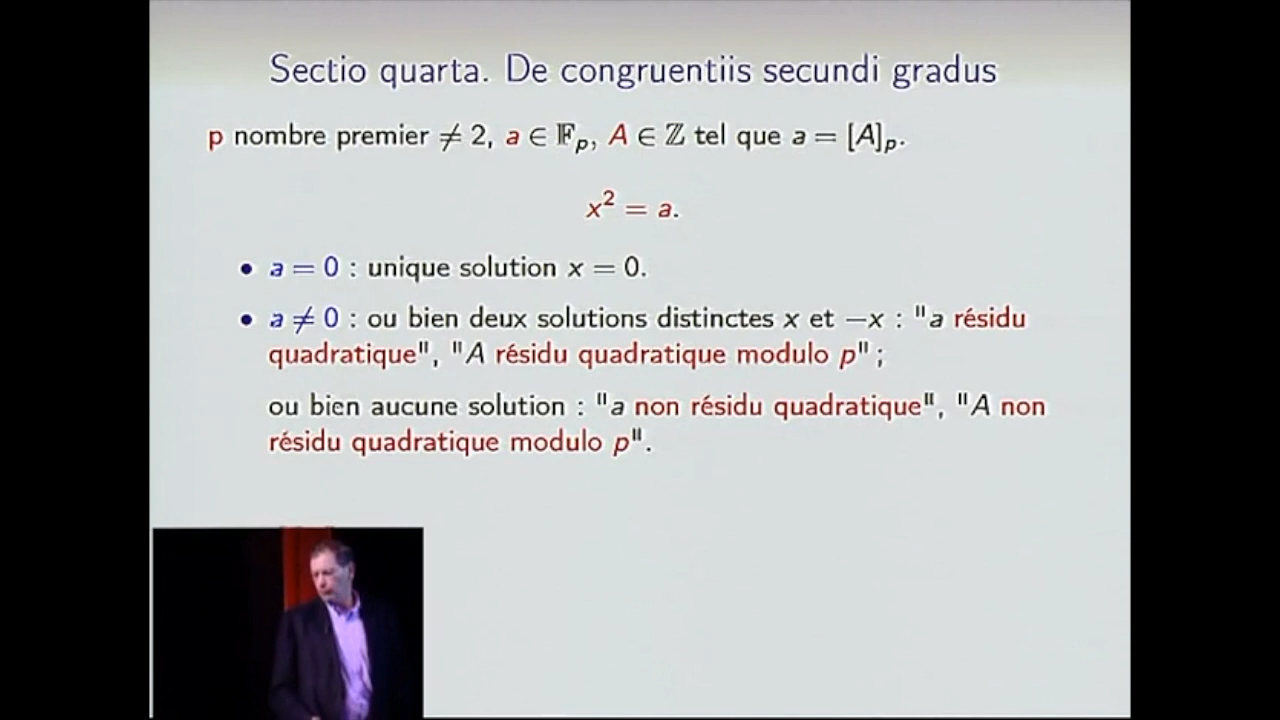 Sectio quarta. De congruentiis secundi gradus
p nombre premier ≠ 2, a ∈ 𝔽ₚ, A ∈ ℤ tel que a = [A]ₚ.
x² = a.
• a = 0 : unique solution x = 0.
• a ≠ 0 : ou bien deux solutions distinctes x et −x : "a résidu
quadratique", "A résidu quadratique modulo p" ;
ou bien aucune solution : "a non résidu quadratique", "A non
résidu quadratique modulo p".